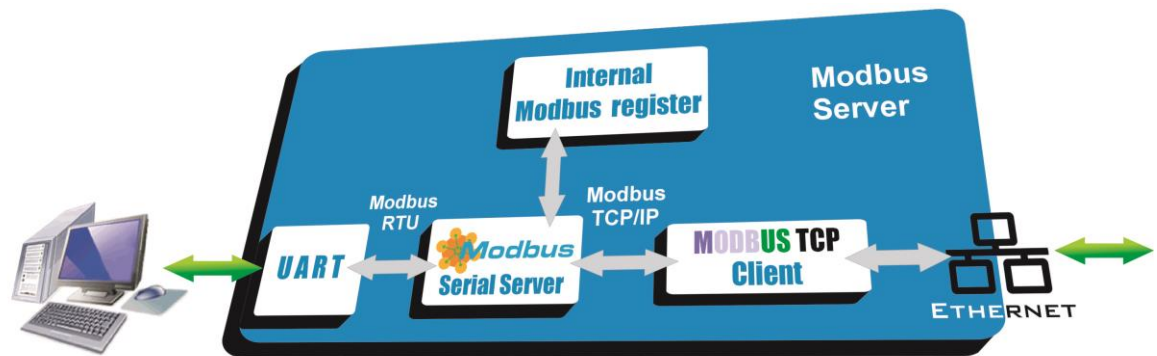 Internal
Modbus register
Modbus
Server
Modbus
RTU
Modbus
TCP/IP
UART
Modbus
Serial Server
MODBUS TCP
Client
ETHERNET